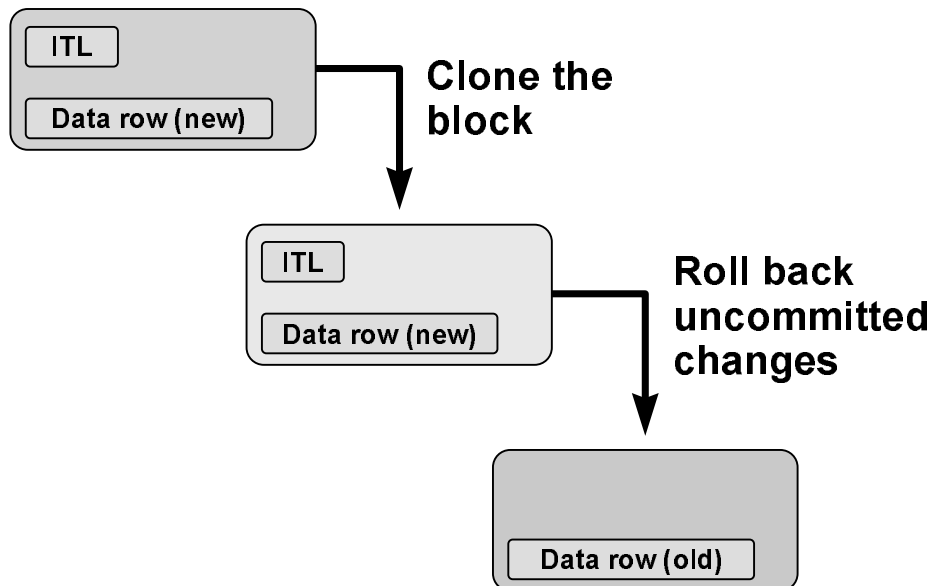 ITL
Data row (new)
Clone the
block
ITL
Data row (new)
Roll back
uncommitted
changes
Data row (old)